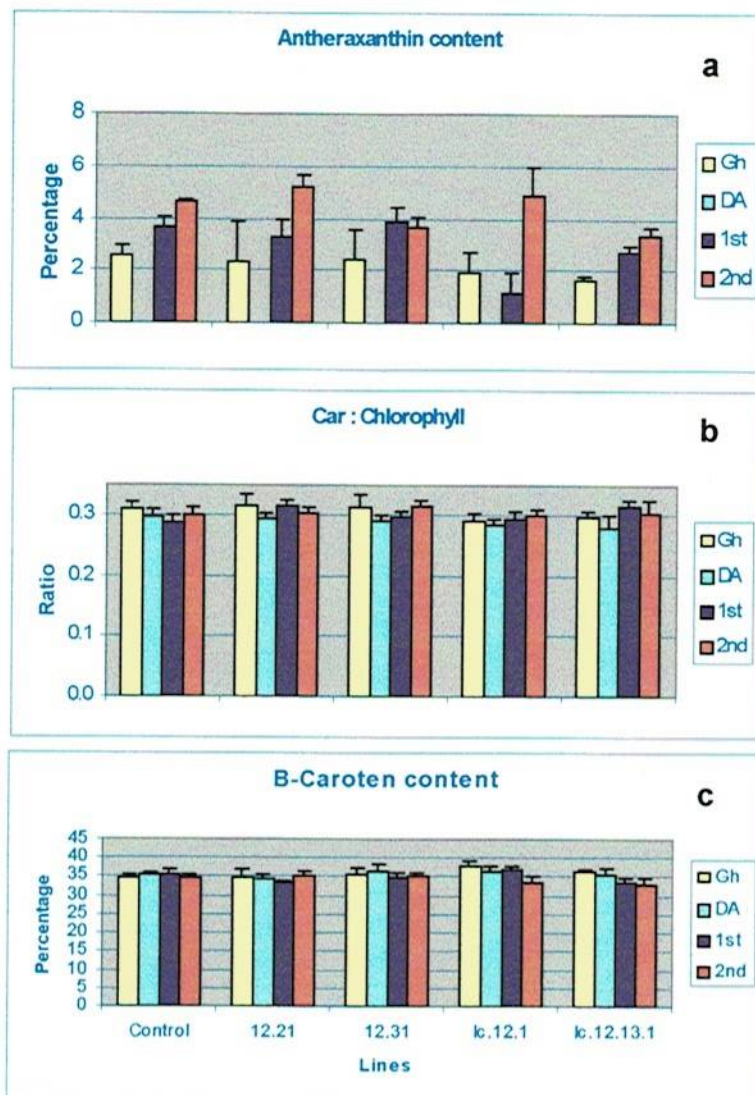 Antheraxanthin content
a
8
6
4
2
0
Percentage
Gh
DA
1st
2nd
Car : Chlorophyll
b
0.3
0.2
0.1
0.0
Ratio
Gh
DA
1st
2nd
B-Caroten content
c
45
40
35
30
25
20
15
10
5
0
Percentage
Gh
DA
1st
2nd
Control 12.21 12.31 lc.12.1 lc.12.13.1
Lines